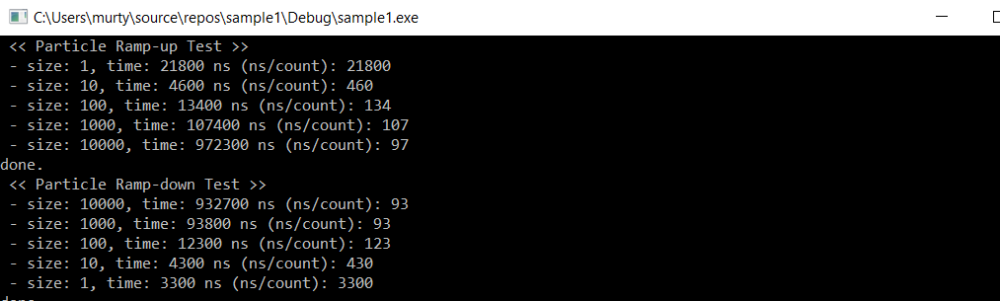 C:\Users\murty\source\repos\sample1\Debug\sample1.exe
<< Particle Ramp-up Test >>
- size: 1, time: 21800 ns (ns/count): 21800
- size: 10, time: 4600 ns (ns/count): 460
- size: 100, time: 13400 ns (ns/count): 134
- size: 1000, time: 107400 ns (ns/count): 107
- size: 10000, time: 972300 ns (ns/count): 97
done.
<< Particle Ramp-down Test >>
- size: 10000, time: 932700 ns (ns/count): 93
- size: 1000, time: 93800 ns (ns/count): 93
- size: 100, time: 12300 ns (ns/count): 123
- size: 10, time: 4300 ns (ns/count): 430
- size: 1, time: 3300 ns (ns/count): 3300